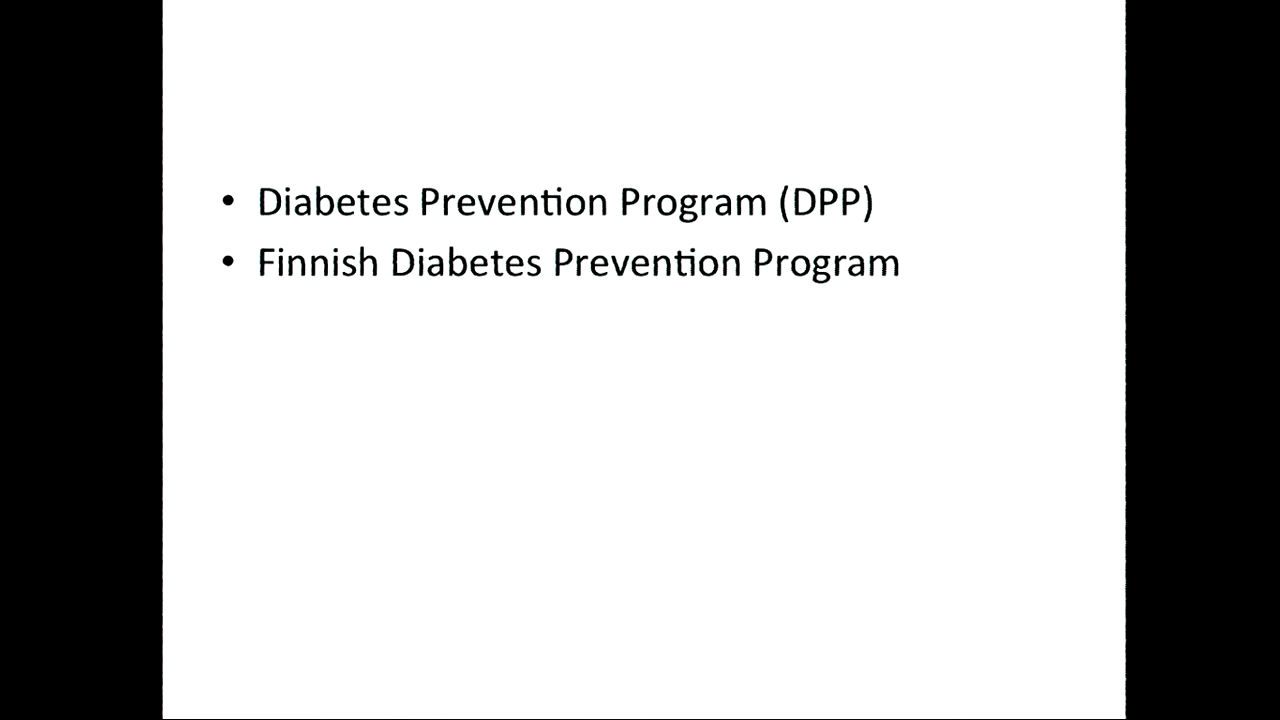 • Diabetes Prevention Program (DPP)
• Finnish Diabetes Prevention Program